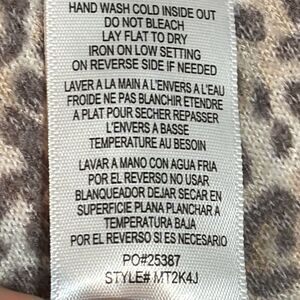 HAND WASH COLD INSIDE OUT
DO NOT BLEACH
LAY FLAT TO DRY
IRON ON LOW SETTING
ON REVERSE SIDE IF NEEDED
LAVER A LA MAIN A L'ENVERS A L'EAU
FROIDE NE PAS BLANCHIR ETENDRE
A PLAT POUR SECHER REPASSER
L'ENVERS A BASSE
TEMPERATURE AU BESOIN
LAVAR A MANO CON AGUA FRIA
POR EL REVERSO NO USAR
BLANQUEADOR DEJAR SECAR EN
SUPERFICIE PLANA PLANCHAR A
TEMPERATURA BAJA
POR EL REVERSO SI ES NECESARIO
PO#25387
STYLE# MT2K4J